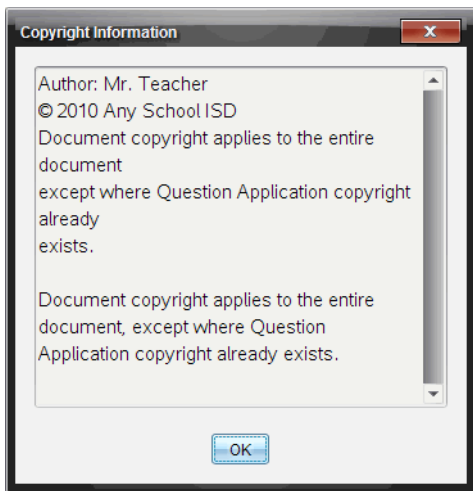 Copyright Information
Author: Mr. Teacher
© 2010 Any School ISD
Document copyright applies to the entire
document
except where Question Application copyright
already
exists.
Document copyright applies to the entire
document, except where Question
Application copyright already exists.
OK